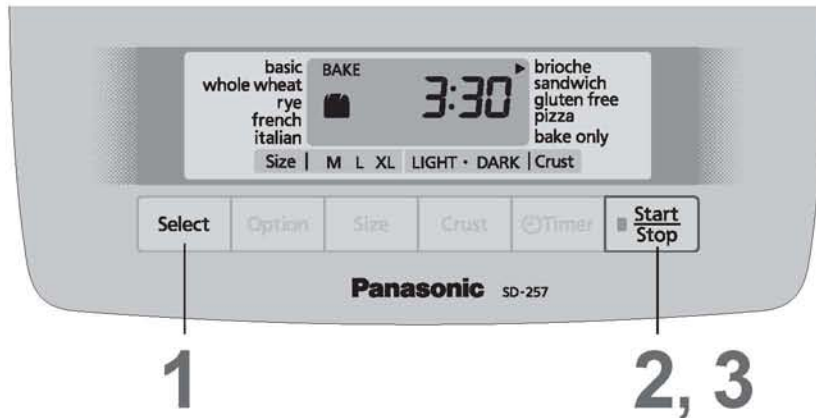 basic
whole wheat
rye
french
italian
BAKE
3:30
brioche
sandwich
gluten free
pizza
bake only
Size M L XL LIGHT · DARK Crust
Select Option Size Crust Timer Start
Stop
Panasonic SD-257
1 2, 3